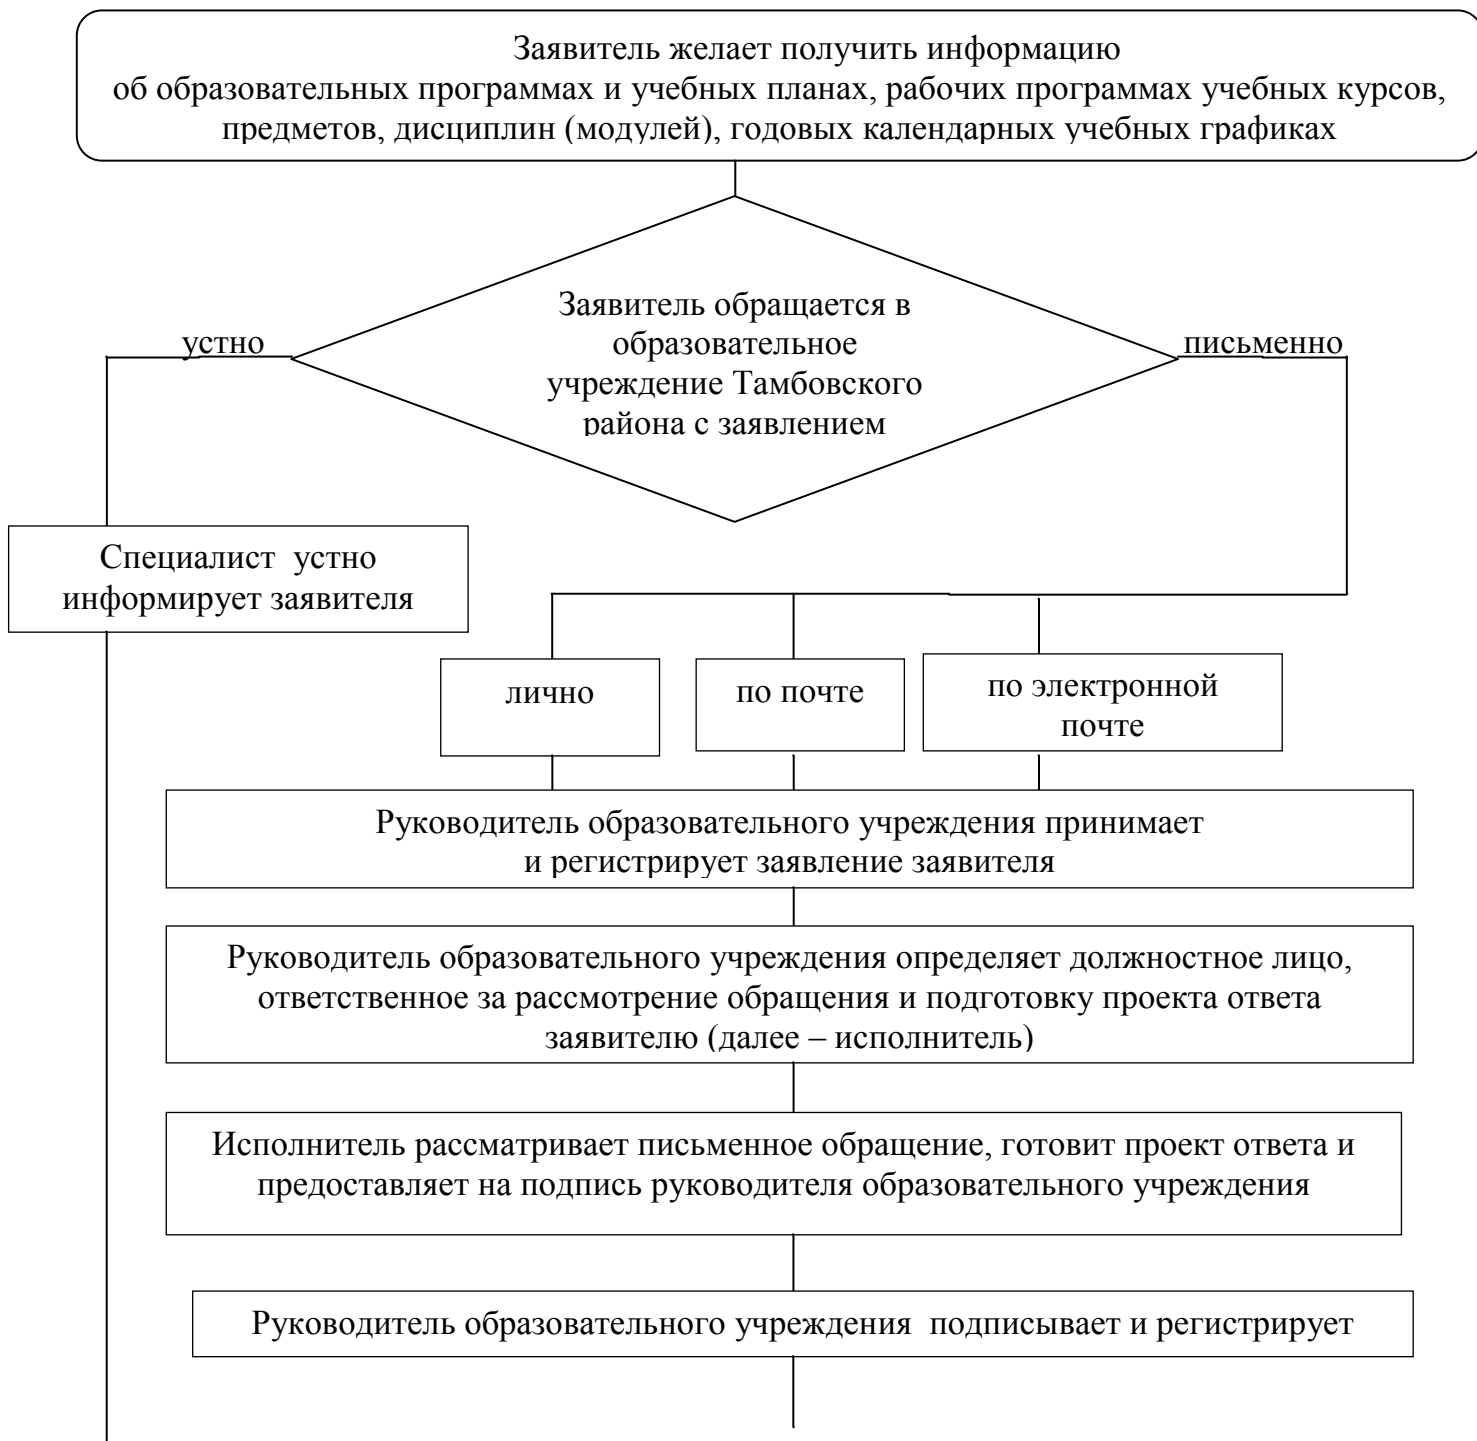 Заявитель желает получить информацию
об образовательных программах и учебных планах, рабочих программах учебных курсов,
предметов, дисциплин (модулей), годовых календарных учебных графиках
Заявитель обращается в
образовательное
учреждение Тамбовского
района с заявлением
устно
письменно
Специалист устно
информирует заявителя
лично
по почте
по электронной
почте
Руководитель образовательного учреждения принимает
и регистрирует заявление заявителя
Руководитель образовательного учреждения определяет должностное лицо,
ответственное за рассмотрение обращения и подготовку проекта ответа
заявителю (далее – исполнитель)
Исполнитель рассматривает письменное обращение, готовит проект ответа и
предоставляет на подпись руководителя образовательного учреждения
Руководитель образовательного учреждения подписывает и регистрирует